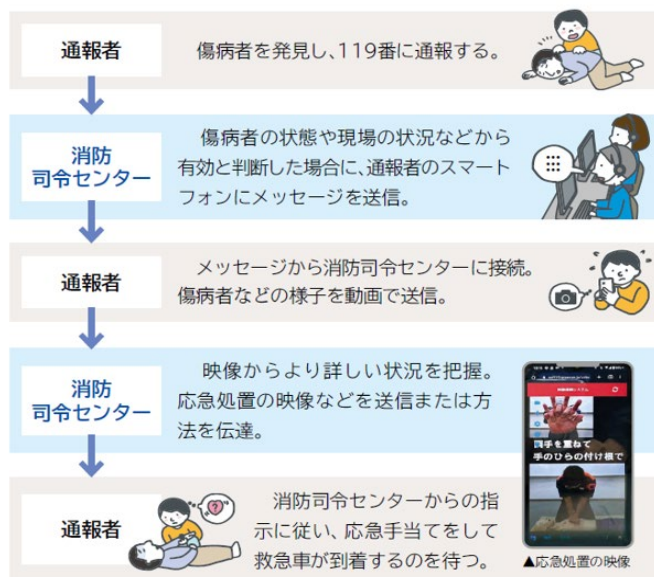 通報者
傷病者を発見し、119番に通報する。
消防
司令センター
傷病者の状態や現場の状況などから
有効と判断した場合に、通報者のスマート
フォンにメッセージを送信。
通報者
メッセージから消防司令センターに接続。
傷病者などの様子を動画で送信。
消防
司令センター
映像からより詳しい状況を把握。
応急処置の映像などを送信または方
法を伝達。
両手を重ねて
手のひらの付け根で
通報者
消防司令センターからの指
示に従い、応急手当てをして
救急車が到着するのを待つ。
▲応急処置の映像